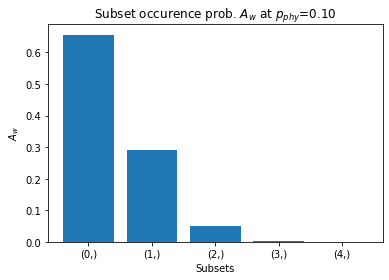 Subset occurence prob. $A_w$ at $p_{phy}$=0.10
0.6
0.5
0.4
0.3
0.2
0.1
0.0
$A_w$
(0,) (1,) (2,) (3,) (4,)
Subsets